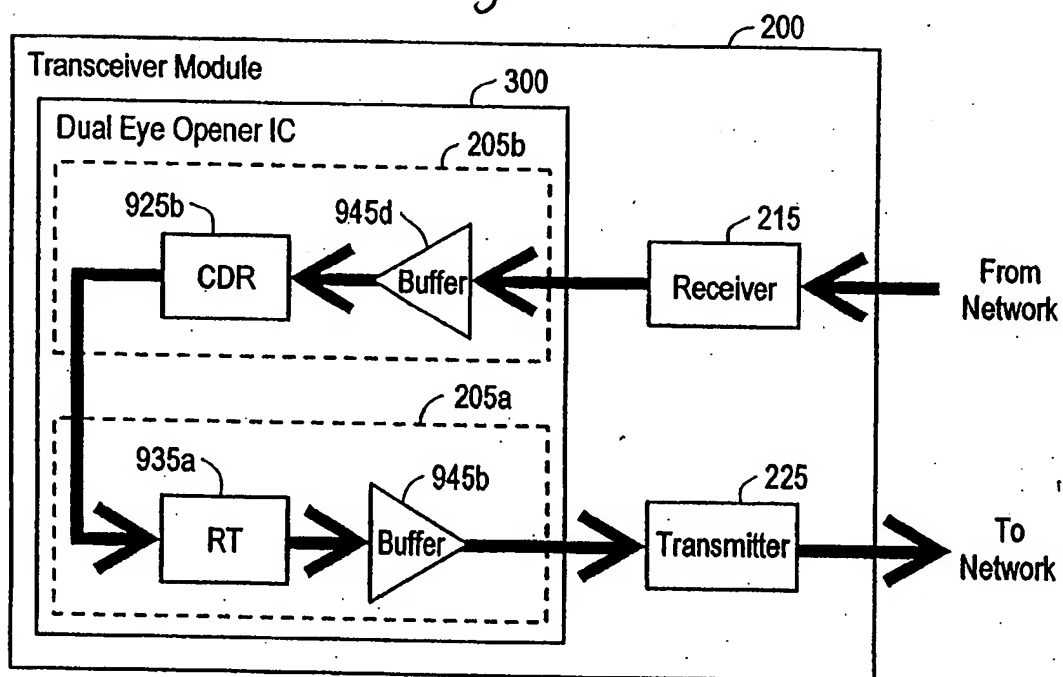 200
Transceiver Module
300
Dual Eye Opener IC
205b
925b
945d
215
CDR
Buffer
Receiver
From
Network
205a
935a
945b
225
RT
Buffer
Transmitter
To
Network